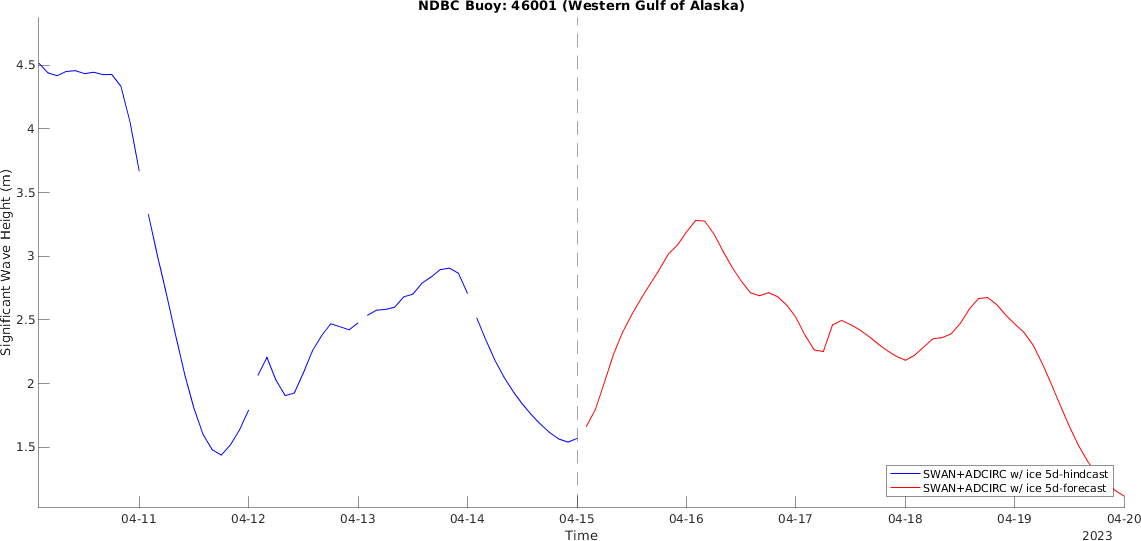 NDBC Buoy: 46001 (Western Gulf of Alaska)
4.5
4
3.5
3
2.5
2
1.5
Significant Wave Height (m)
SWAN+ADCIRC w/ ice 5d-hindcast
SWAN+ADCIRC w/ ice 5d-forecast
04-11 04-12 04-13 04-14 04-15 04-16 04-17 04-18 04-19 04-20
Time
2023